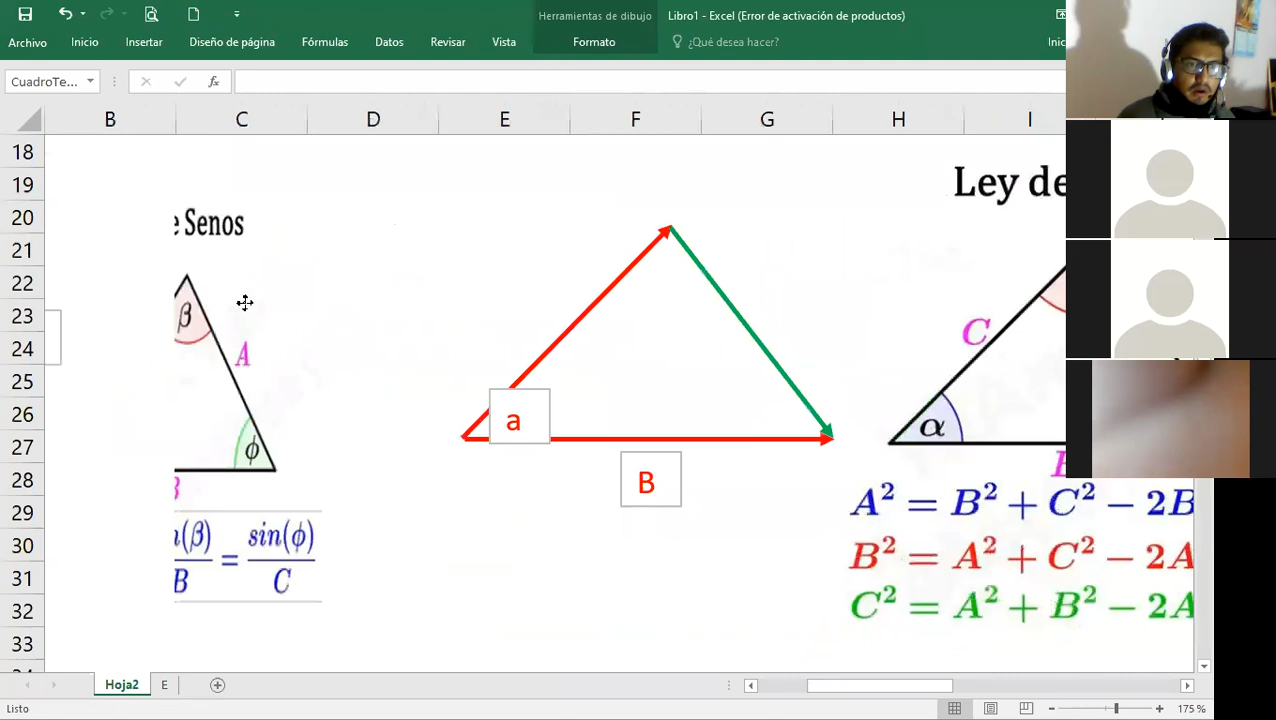 Herramientas de dibujo
Libro1 - Excel (Error de activación de productos)
Archivo Inicio Insertar Diseño de página Fórmulas Datos Revisar Vista Formato ¿Qué desea hacer?
CuadroTe... fx
B C D E F G H I
18
19
20
21
22
23
24
25
26
27
28
29
30
31
32
33
Ley de
e Senos
β
A
C
a
ϕ
α
B
A² = B² + C² − 2B
B² = A² + C² − 2A
C² = A² + B² − 2A
(β) = sin(ϕ)
B C
Hoja2 E
Listo
175 %